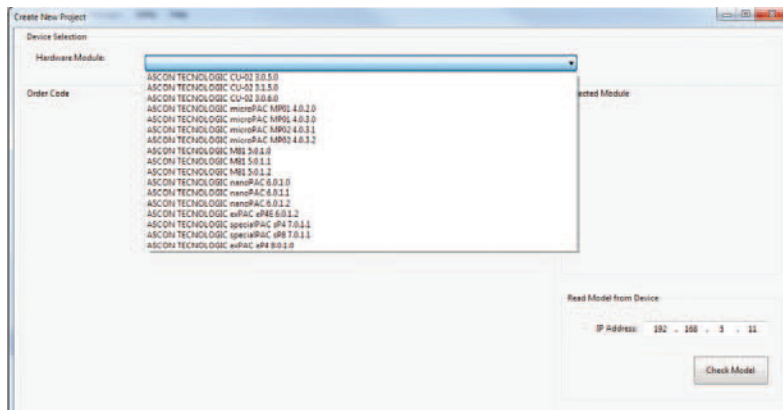 Create New Project
Device Selection
Hardware Module:
ASCON TECNOLOGIC CU-02 3.0.5.0
ASCON TECNOLOGIC CU-02 3.1.5.0
ASCON TECNOLOGIC CU-02 3.0.6.0
Order Code
ected Module
ASCON TECNOLOGIC microPAC MP01 4.0.2.0
ASCON TECNOLOGIC microPAC MP01 4.0.3.0
ASCON TECNOLOGIC microPAC MP02 4.0.3.1
ASCON TECNOLOGIC microPAC MP02 4.0.3.2
ASCON TECNOLOGIC M81 5.0.1.0
ASCON TECNOLOGIC M81 5.0.1.1
ASCON TECNOLOGIC M81 5.0.1.2
ASCON TECNOLOGIC nanoPAC 6.0.1.0
ASCON TECNOLOGIC nanoPAC 6.0.1.1
ASCON TECNOLOGIC nanoPAC 6.0.1.2
ASCON TECNOLOGIC exPAC eP4E 6.0.1.2
ASCON TECNOLOGIC specialPAC sP4 7.0.1.1
ASCON TECNOLOGIC specialPAC sP8 7.0.1.1
ASCON TECNOLOGIC exPAC eP4 8.0.1.0
Read Model from Device
IP Address: 192 . 168 . 5 . 11
Check Model